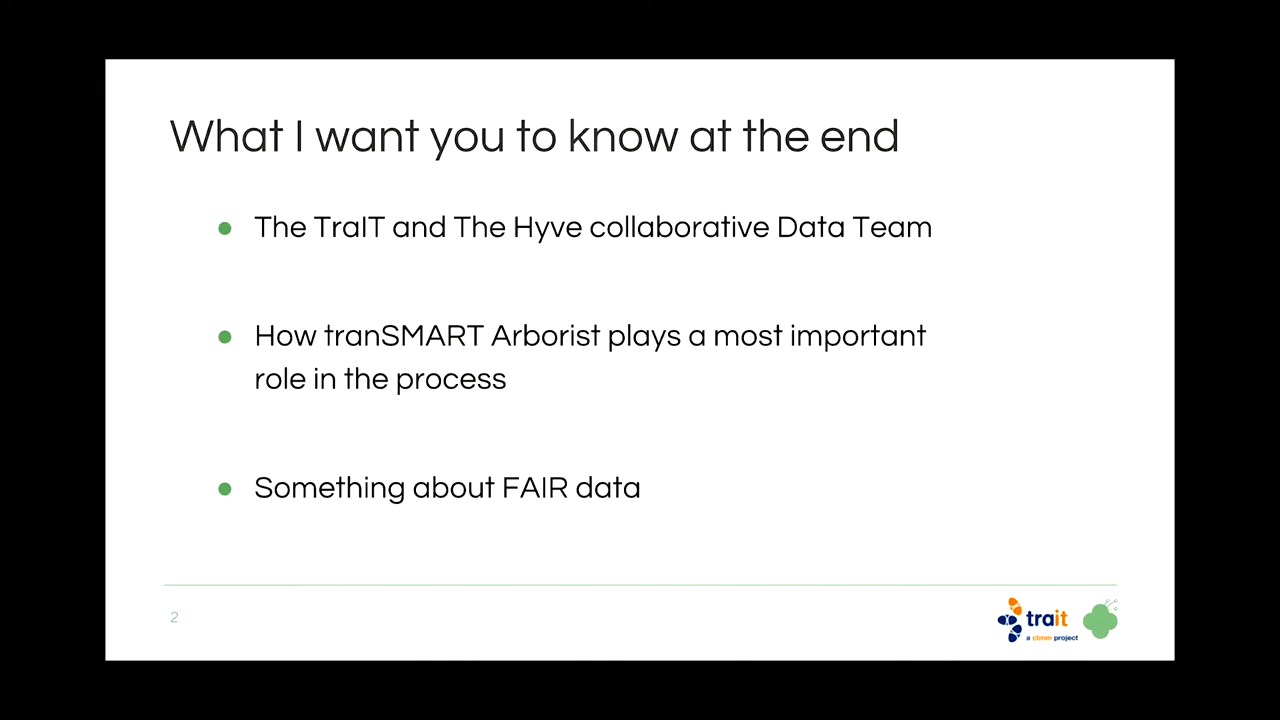 What I want you to know at the end
● The TraIT and The Hyve collaborative Data Team
● How tranSMART Arborist plays a most important
role in the process
● Something about FAIR data
2
trait
a ctmm project